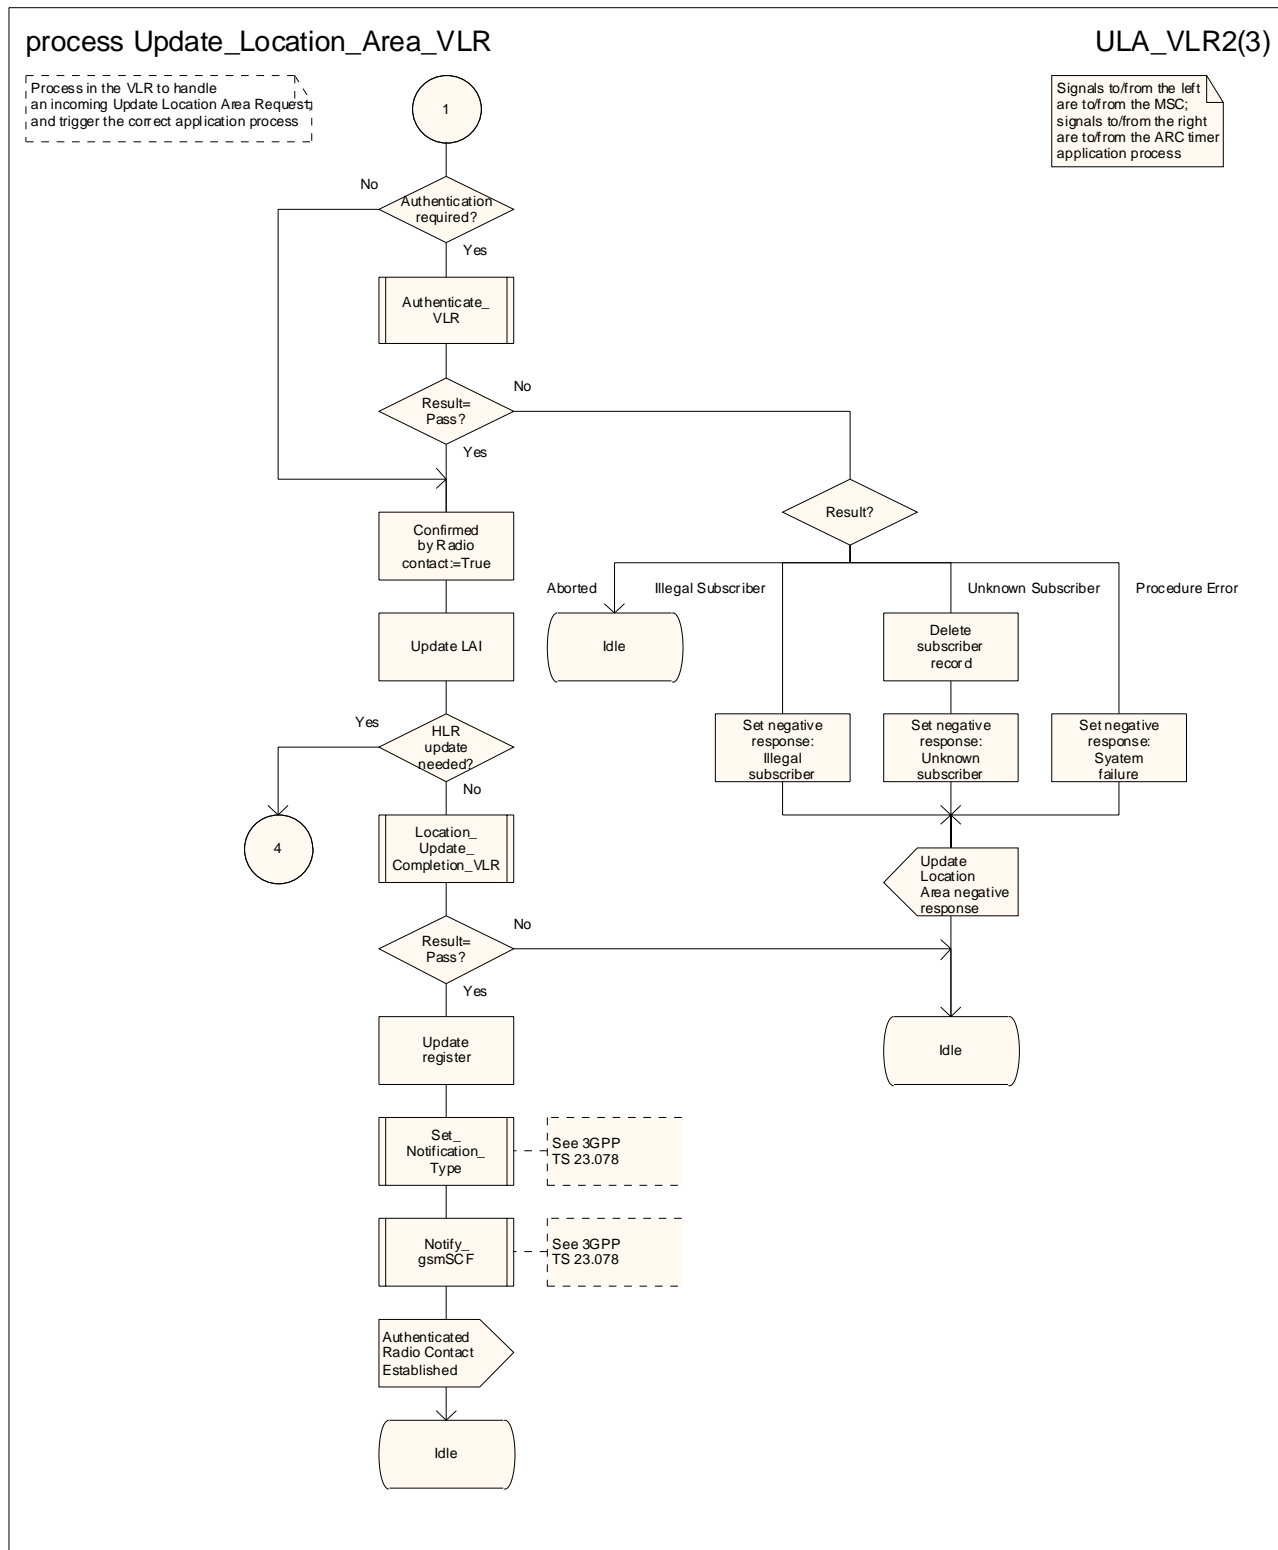 process Update_Location_Area_VLR
ULA_VLR2(3)
Process in the VLR to handle
an incoming Update Location Area Request
and trigger the correct application process
Signals to/from the left
are to/from the MSC;
signals to/from the right
are to/from the ARC timer
application process
1
No
Authentication
required?
Yes
Authenticate_
VLR
No
Result=
Pass?
Yes
Result?
Confirmed
by Radio
contact:=True
Aborted
Illegal Subscriber
Unknown Subscriber
Procedure Error
Idle
Delete
subscriber
record
Update LAI
Yes
HLR
update
needed?
No
Set negative
response:
Illegal
subscriber
Set negative
response:
Unknown
subscriber
Set negative
response:
Syatem
failure
4
Location_
Update_
Completion_VLR
Update
Location
Area negative
response
No
Result=
Pass?
Yes
Update
register
Idle
Set_
Notification_
Type
See 3GPP
TS 23.078
Notify_
gsmSCF
See 3GPP
TS 23.078
Authenticated
Radio Contact
Established
Idle